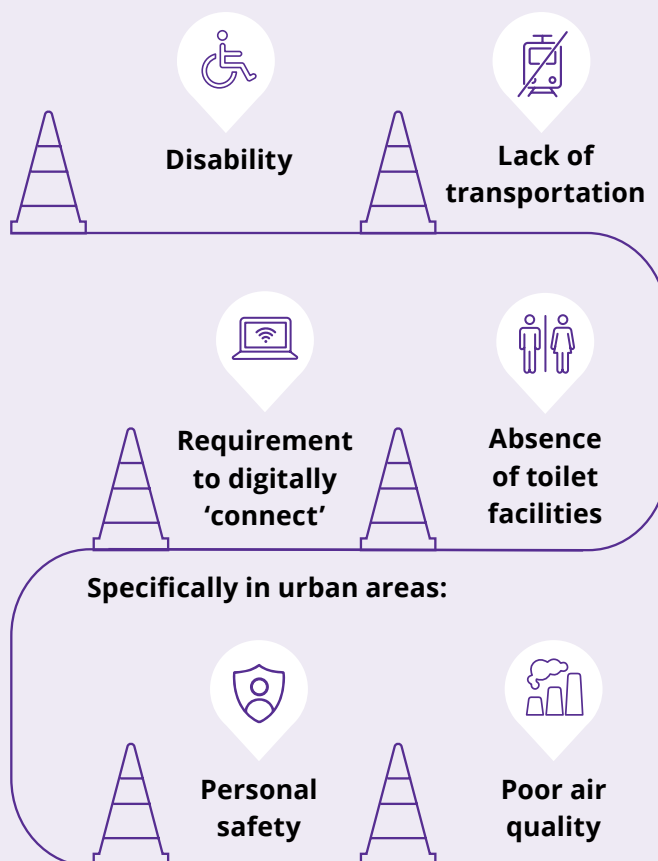 Disability
Lack of
transportation
Requirement
to digitally
‘connect’
Absence
of toilet
facilities
Specifically in urban areas:
Personal
safety
Poor air
quality